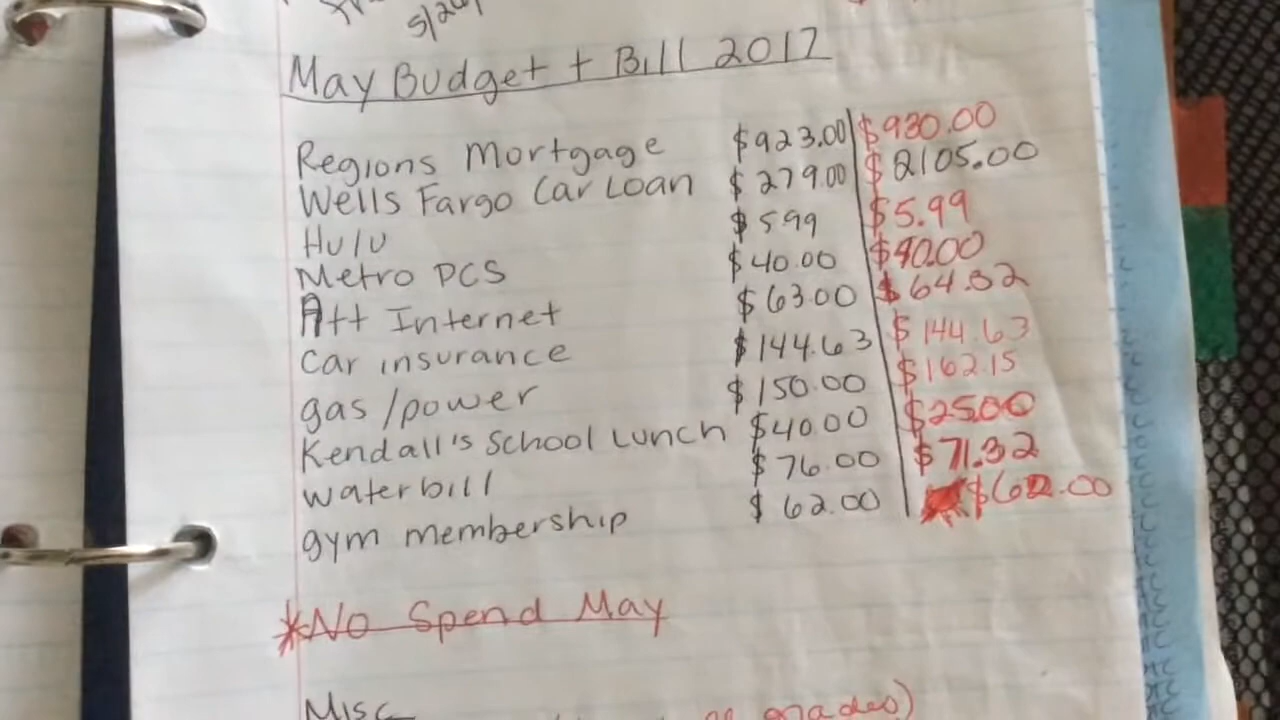 5/20/
May Budget + Bill 2017
Regions Mortgage $923.00 $930.00
Wells Fargo Car Loan $279.00 $2105.00
Hulu $5.99 $5.99
Metro PCS $40.00 $40.00
Att Internet $63.00 $64.32
Car insurance $144.63 $144.63
gas/power $150.00 $162.15
Kendall's School Lunch $40.00 $25.00
Waterbill $76.00 $71.32
gym membership $62.00 $62.00
*No Spend May
Misc grades)